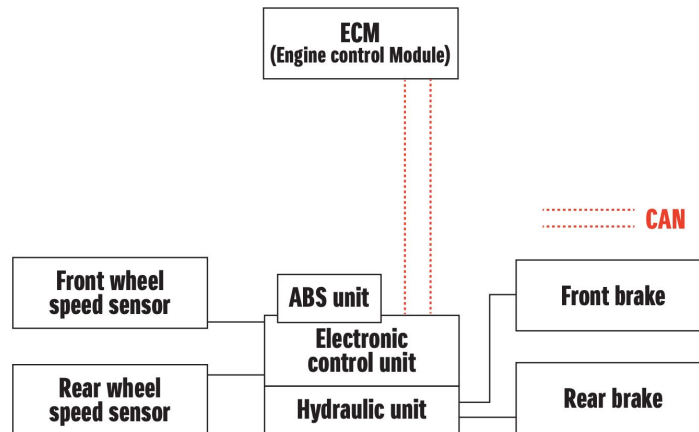 ECM
(Engine control Module)
CAN
Front wheel
speed sensor
ABS unit
Front brake
Electronic
control unit
Rear wheel
speed sensor
Hydraulic unit
Rear brake